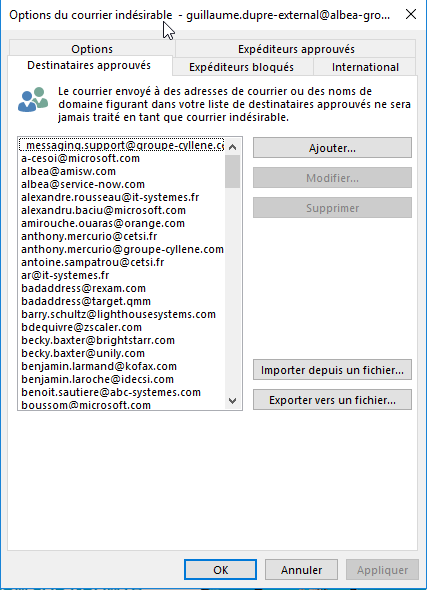 Options du courrier indésirable - guillaume.dupre-external@albea-gro...
Options
Expéditeurs approuvés
Destinataires approuvés
Expéditeurs bloqués
International
Le courrier envoyé à des adresses de courrier ou des noms de
domaine figurant dans votre liste de destinataires approuvés ne sera
jamais traité en tant que courrier indésirable.
_messaging.support@groupe-cyllene.co
a-cesoi@microsoft.com
albea@amisw.com
albea@service-now.com
alexandre.rousseau@it-systemes.fr
alexandru.baciu@microsoft.com
amirouche.ouaras@orange.com
anthony.mercurio@cetsi.fr
anthony.mercurio@groupe-cyllene.com
antoine.sampatrou@cetsi.fr
ar@it-systemes.fr
badaddress@rexam.com
badaddress@target.qmm
barry.schultz@lighthousesystems.com
bdequivre@zscaler.com
becky.baxter@brightstarr.com
becky.baxter@unily.com
benjamin.larmand@kofax.com
benjamin.laroche@idecsi.com
benoit.sautiere@abc-systemes.com
boussom@microsoft.com
Ajouter...
Modifier...
Supprimer
Importer depuis un fichier...
Exporter vers un fichier...
OK
Annuler
Appliquer